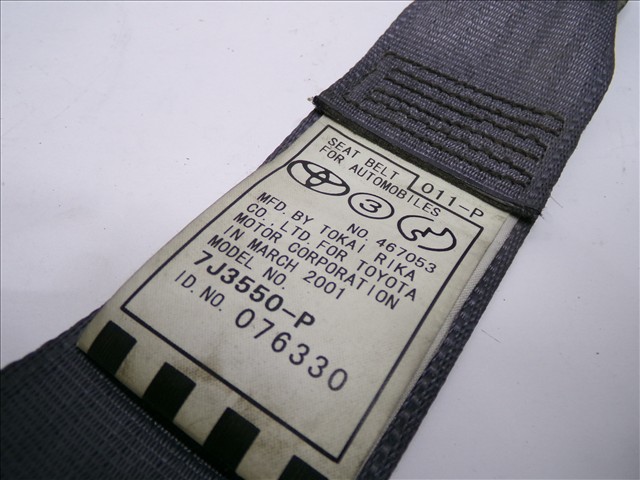 SEAT BELT
FOR AUTOMOBILES
011-P
3
NO. 467053
MFD. BY TOKAI RIKA
CO., LTD FOR TOYOTA
MOTOR CORPORATION
IN MARCH 2001
MODEL NO.
7J3550-P
ID. NO. 076330